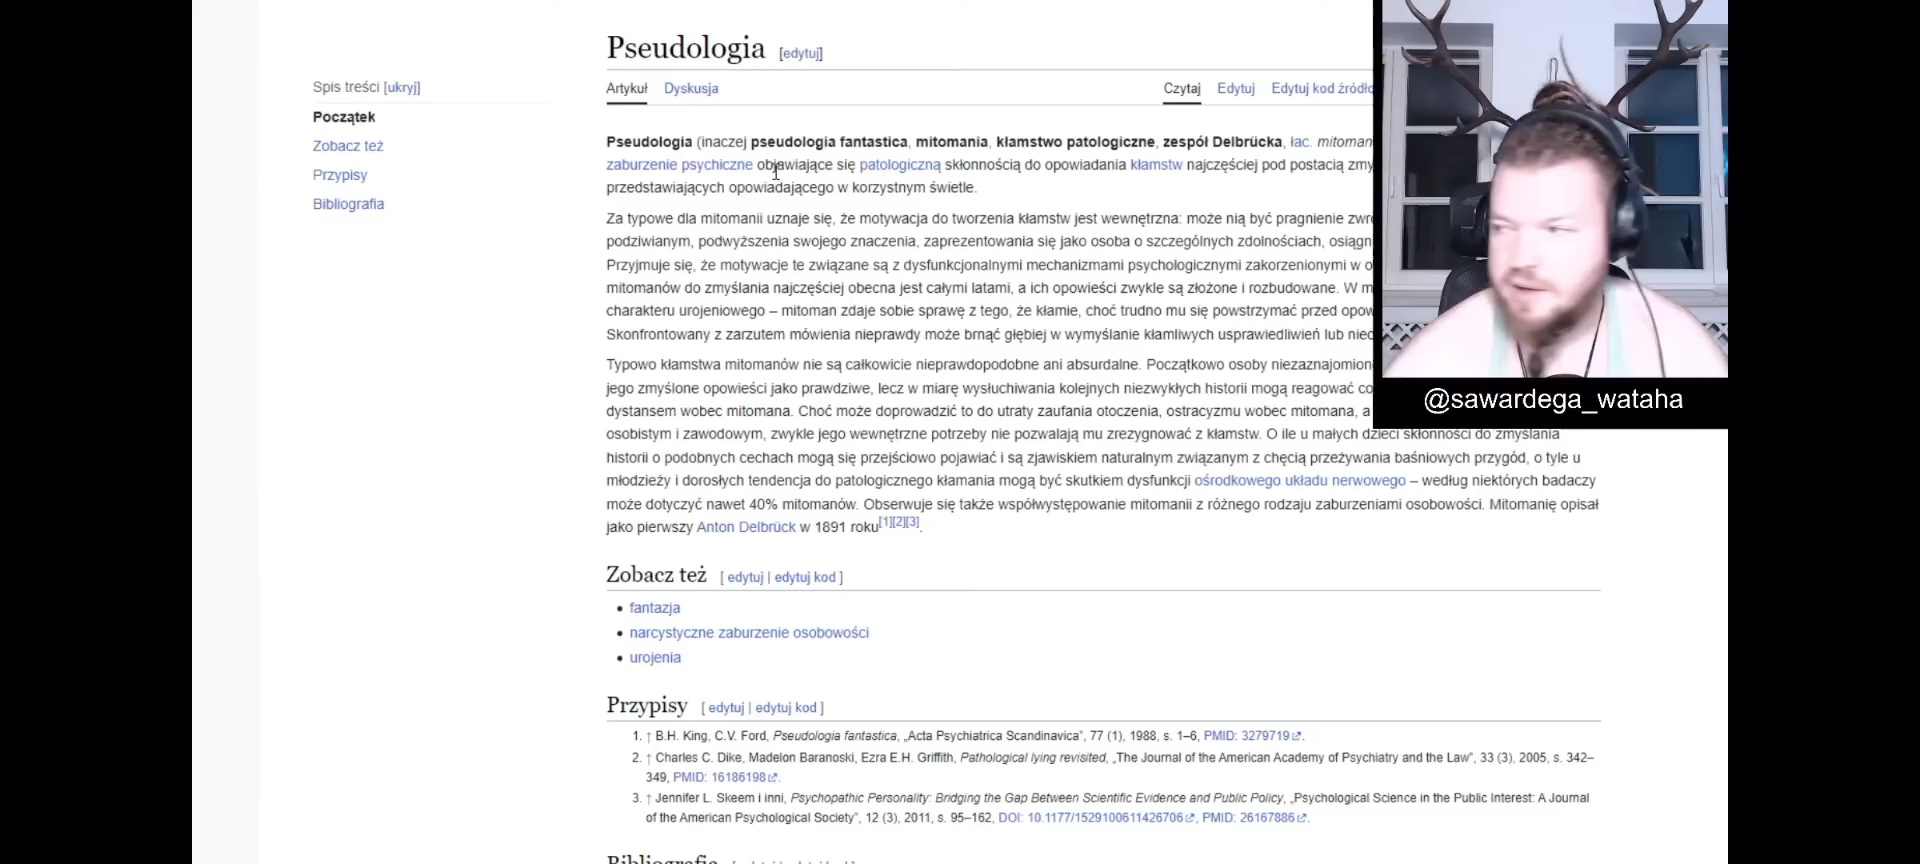 Pseudologia [edytuj]
Spis treści [ukryj]
Początek
Zobacz też
Przypisy
Bibliografia
Artykuł Dyskusja Czytaj Edytuj Edytuj kod źródło
Pseudologia (inaczej pseudologia fantastica, mitomania, kłamstwo patologiczne, zespół Delbrücka, łac. mitoman
zaburzenie psychiczne objawiające się patologiczną skłonnością do opowiadania kłamstw najczęściej pod postacią zmy
przedstawiających opowiadającego w korzystnym świetle.
Za typowe dla mitomanii uznaje się, że motywacja do tworzenia kłamstw jest wewnętrzna: może nią być pragnienie zwró
podziwianym, podwyższenia swojego znaczenia, zaprezentowania się jako osoba o szczególnych zdolnościach, osiągn
Przyjmuje się, że motywacje te związane są z dysfunkcjonalnymi mechanizmami psychologicznymi zakorzenionymi w o
mitomanów do zmyślania najczęściej obecna jest całymi latami, a ich opowieści zwykle są złożone i rozbudowane. W m
charakteru urojeniowego – mitoman zdaje sobie sprawę z tego, że kłamie, choć trudno mu się powstrzymać przed opow
Skonfrontowany z zarzutem mówienia nieprawdy może brnąć głębiej w wymyślanie kłamliwych usprawiedliwień lub niec
Typowo kłamstwa mitomanów nie są całkowicie nieprawdopodobne ani absurdalne. Początkowo osoby niezaznajomion
jego zmyślone opowieści jako prawdziwe, lecz w miarę wysłuchiwania kolejnych niezwykłych historii mogą reagować co
dystansem wobec mitomana. Choć może doprowadzić to do utraty zaufania otoczenia, ostracyzmu wobec mitomana, a
osobistym i zawodowym, zwykle jego wewnętrzne potrzeby nie pozwalają mu zrezygnować z kłamstw. O ile u małych dzieci skłonności do zmyślania
historii o podobnych cechach mogą się przejściowo pojawiać i są zjawiskiem naturalnym związanym z chęcią przeżywania baśniowych przygód, o tyle u
młodzieży i dorosłych tendencja do patologicznego kłamania mogą być skutkiem dysfunkcji ośrodkowego układu nerwowego – według niektórych badaczy
może dotyczyć nawet 40% mitomanów. Obserwuje się także współwystępowanie mitomanii z różnego rodzaju zaburzeniami osobowości. Mitomanię opisał
jako pierwszy Anton Delbrück w 1891 roku[1][2][3].
Zobacz też [ edytuj | edytuj kod ]
• fantazja
• narcystyczne zaburzenie osobowości
• urojenia
Przypisy [ edytuj | edytuj kod ]
1. ↑ B.H. King, C.V. Ford, Pseudologia fantastica, „Acta Psychiatrica Scandinavica", 77 (1), 1988, s. 1–6, PMID: 3279719.
2. ↑ Charles C. Dike, Madelon Baranoski, Ezra E.H. Griffith, Pathological lying revisited, „The Journal of the American Academy of Psychiatry and the Law", 33 (3), 2005, s. 342–
349, PMID: 16186198.
3. ↑ Jennifer L. Skeem i inni, Psychopathic Personality: Bridging the Gap Between Scientific Evidence and Public Policy, „Psychological Science in the Public Interest: A Journal
of the American Psychological Society", 12 (3), 2011, s. 95–162, DOI: 10.1177/1529100611426706, PMID: 26167886.
Bibliografia
@sawardega_wataha